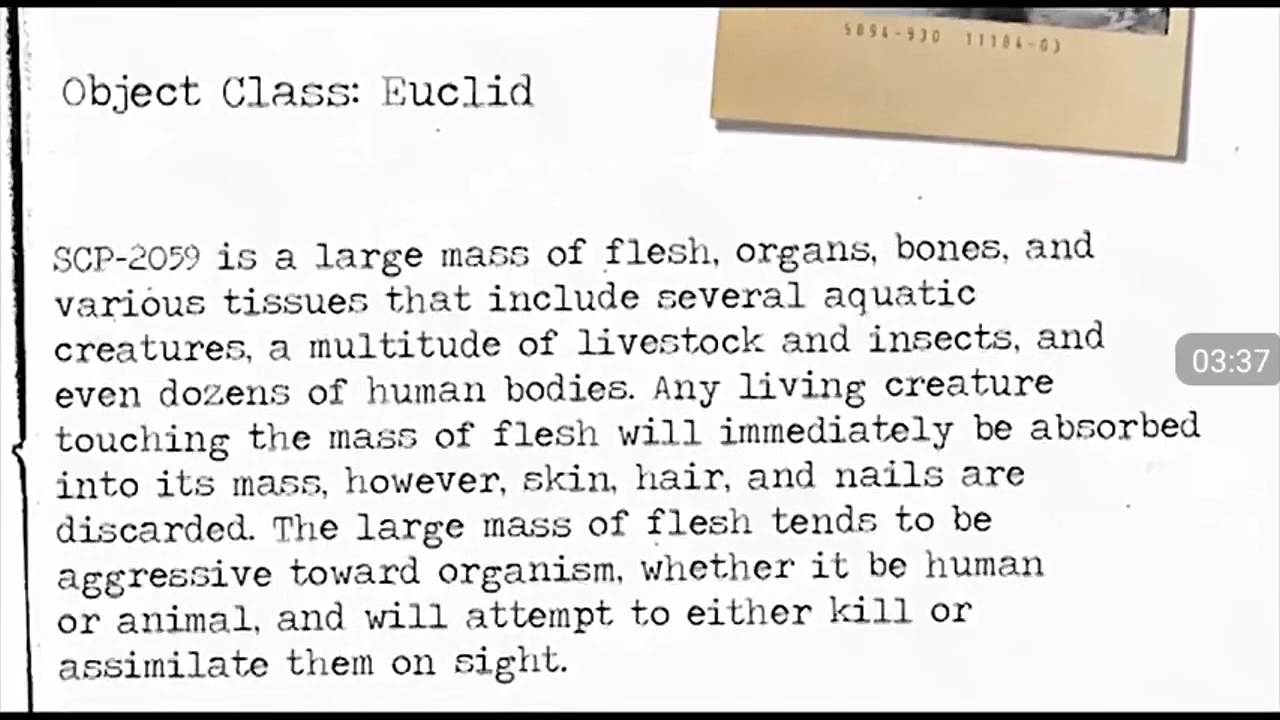 5894-930 11184-03
Object Class: Euclid
SCP-2059 is a large mass of flesh, organs, bones, and
various tissues that include several aquatic
creatures, a multitude of livestock and insects, and
even dozens of human bodies. Any living creature
touching the mass of flesh will immediately be absorbed
into its mass, however, skin, hair, and nails are
discarded. The large mass of flesh tends to be
aggressive toward organism, whether it be human
or animal, and will attempt to either kill or
assimilate them on sight.
03:37